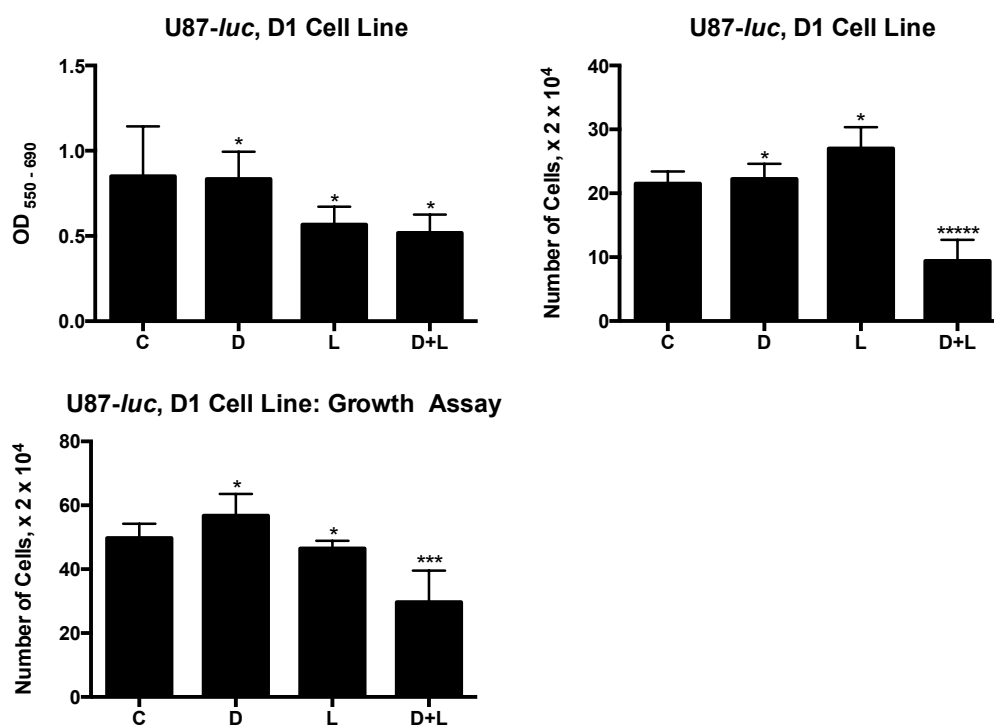 U87-luc, D1 Cell Line
OD 550 - 690
1.5
1.0
0.5
0.0
*
*
*
C D L D+L
U87-luc, D1 Cell Line
Number of Cells, x 2 x 10⁴
40
30
20
10
0
*
*
*****
C D L D+L
U87-luc, D1 Cell Line: Growth Assay
Number of Cells, x 2 x 10⁴
80
60
40
20
0
*
*
***
C D L D+L